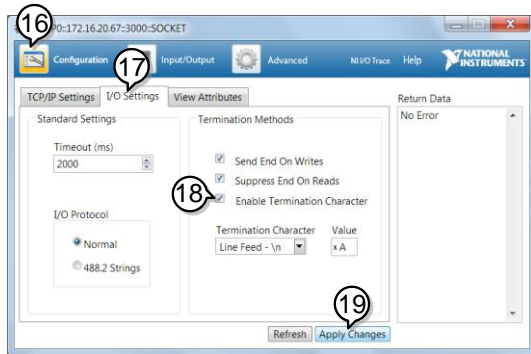 16
P0::172.16.20.67::3000::SOCKET
Configuration
Input/Output
Advanced
NI I/O Trace
Help
NATIONAL
INSTRUMENTS
17
TCP/IP Settings
I/O Settings
View Attributes
Return Data
No Error
Standard Settings
Timeout (ms)
2000
I/O Protocol
Normal
488.2 Strings
Termination Methods
Send End On Writes
Suppress End On Reads
18
Enable Termination Character
Termination Character
Value
Line Feed - \n
x A
19
Refresh
Apply Changes